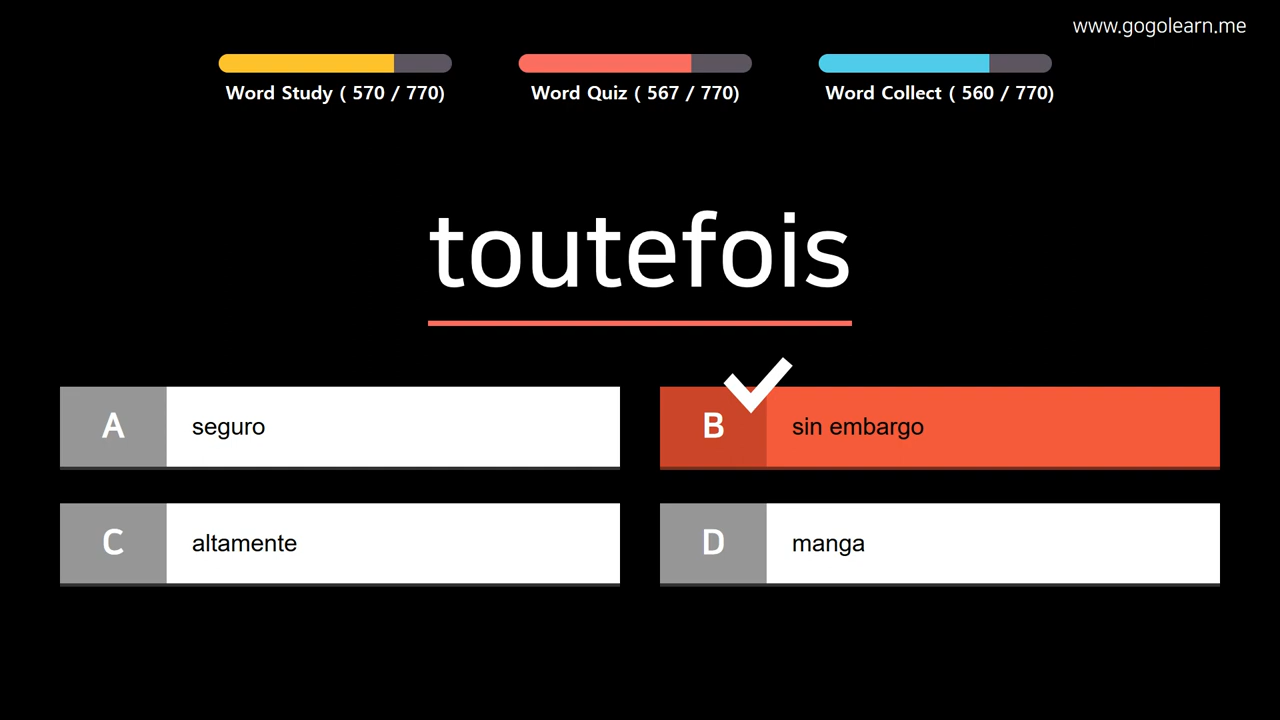 www.gogolearn.me
Word Study ( 570 / 770)
Word Quiz ( 567 / 770)
Word Collect ( 560 / 770)
toutefois
A seguro
B sin embargo
C altamente
D manga